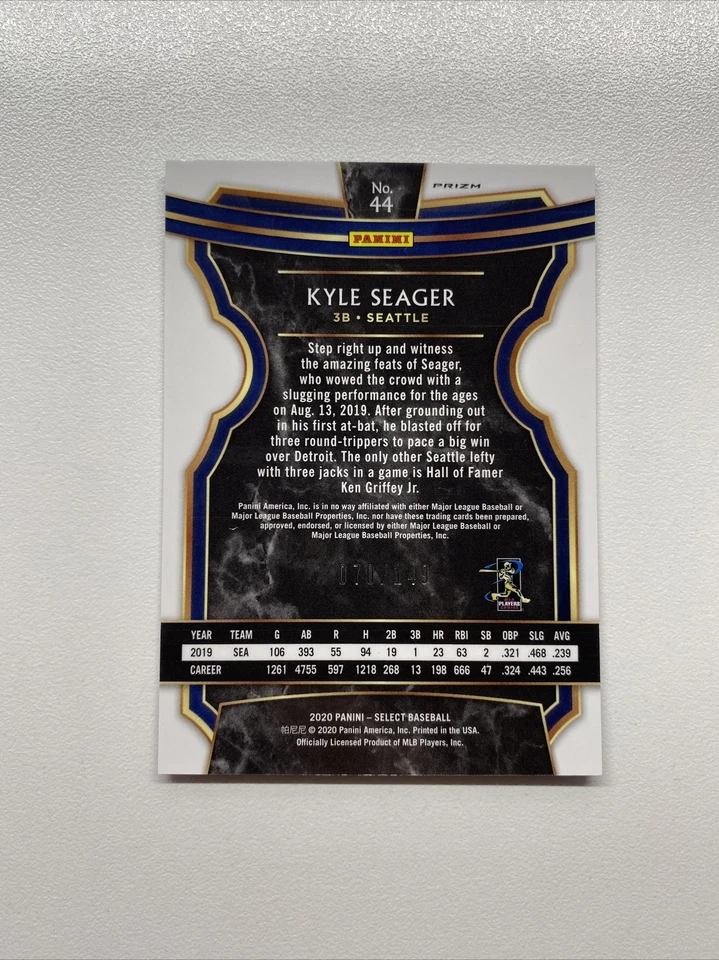 No.
44
PRIZM
PANINI
KYLE SEAGER
3B • SEATTLE
Step right up and witness
the amazing feats of Seager,
who wowed the crowd with a
slugging performance for the ages
on Aug. 13, 2019. After grounding out
in his first at-bat, he blasted off for
three round-trippers to pace a big win
over Detroit. The only other Seattle lefty
with three jacks in a game is Hall of Famer
Ken Griffey Jr.
Panini America, Inc. is in no way affiliated with either Major League Baseball or
Major League Baseball Properties, Inc. nor have these trading cards been prepared,
approved, endorsed, or licensed by either Major League Baseball or
Major League Baseball Properties, Inc.
PLAYERS
YEAR TEAM G AB R H 2B 3B HR RBI SB OBP SLG AVG
2019 SEA 106 393 55 94 19 1 23 63 2 .321 .468 .239
CAREER 1261 4755 597 1218 268 13 198 666 47 .324 .443 .256
2020 PANINI – SELECT BASEBALL
帕尼尼 © 2020 Panini America, Inc. Printed in the USA.
Officially Licensed Product of MLB Players, Inc.